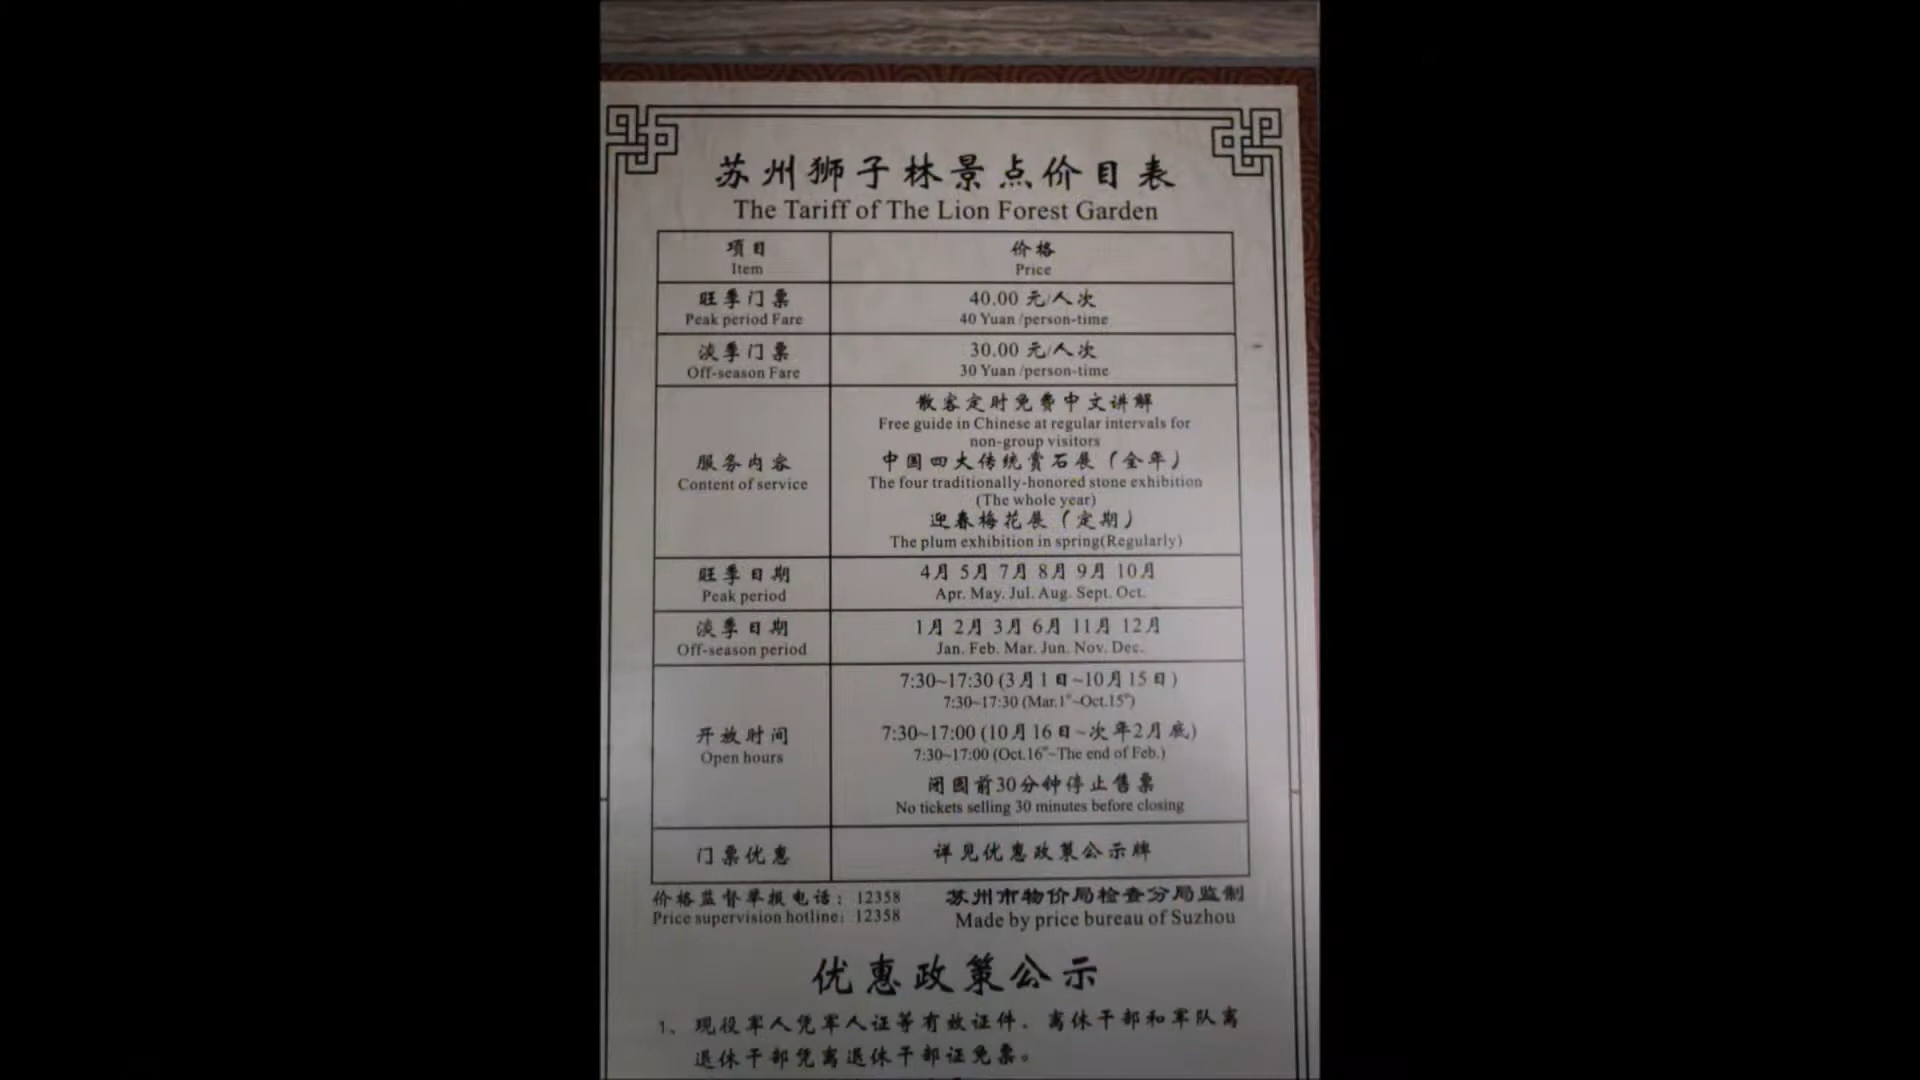 苏州狮子林景点价目表
The Tariff of The Lion Forest Garden
項目
Item
价格
Price
旺季门票
Peak period Fare
40.00 元/人次
40 Yuan /person-time
淡季门票
Off-season Fare
30.00 元/人次
30 Yuan /person-time
服务内容
Content of service
散客定时免费中文讲解
Free guide in Chinese at regular intervals for
non-group visitors
中国四大传统赏石展（全年）
The four traditionally-honored stone exhibition
(The whole year)
迎春梅花展（定期）
The plum exhibition in spring(Regularly)
旺季日期
Peak period
4月 5月 7月 8月 9月 10月
Apr. May. Jul. Aug. Sept. Oct.
淡季日期
Off-season period
1月 2月 3月 6月 11月 12月
Jan. Feb. Mar. Jun. Nov. Dec.
开放时间
Open hours
7:30~17:30 (3月1日~10月15日)
7:30~17:30 (Mar.1st~Oct.15th)
7:30~17:00 (10月16日~次年2月底)
7:30~17:00 (Oct.16th~The end of Feb.)
闭园前30分钟停止售票
No tickets selling 30 minutes before closing
门票优惠
详见优惠政策公示牌
价格监督举报电话：12358
Price supervision hotline: 12358
苏州市物价局检查分局监制
Made by price bureau of Suzhou
优惠政策公示
1、现役军人凭军人证等有效证件、离休干部和军队离
退休干部凭离退休干部证免票。